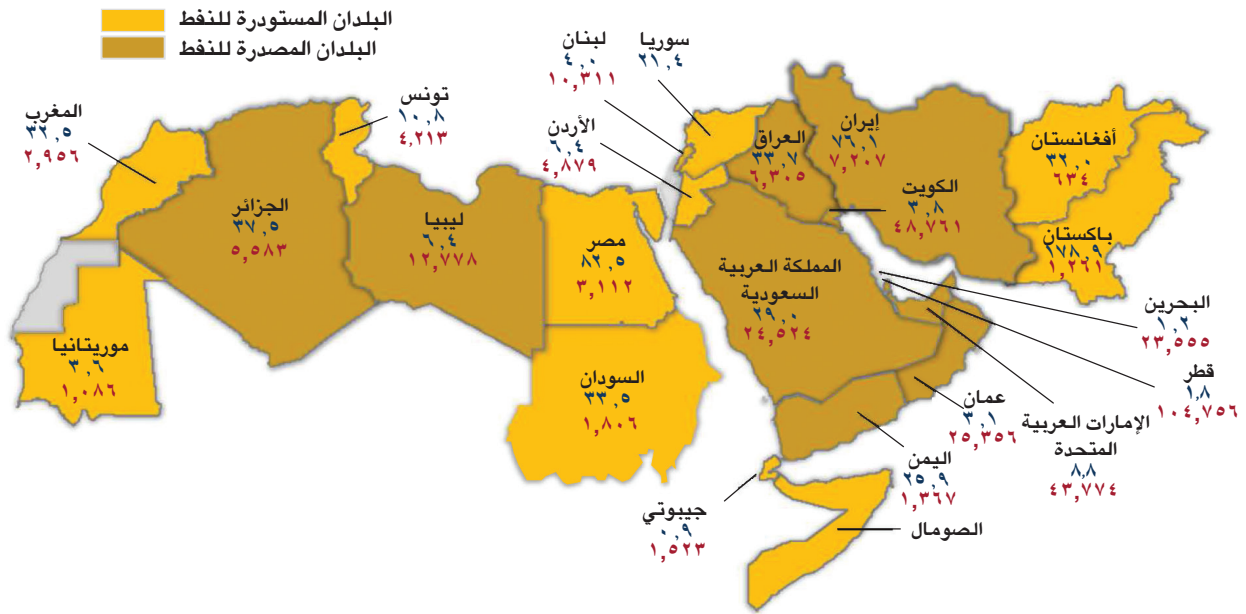 البلدان المستودرة للنفط
البلدان المصدرة للنفط
المغرب
٣٢,٥
٢,٩٥٦
تونس
١٠,٨
٤,٢١٣
لبنان
٤,٠
١٠,٣١١
سوريا
٢١,٤
الأردن
٦,٤
٤,٨٧٩
العراق
٣٣,٧
٦,٣٠٥
إيران
٧٦,١
٧,٢٠٧
أفغانستان
٣٢,٠
٦٣٤
الكويت
٣,٨
٤٨,٧٦١
باكستان
١٧٨,٩
١,٢٦١
الجزائر
٣٧,٥
٥,٥٨٣
ليبيا
٦,٤
١٢,٧٧٨
مصر
٨٢,٥
٣,١١٢
المملكة العربية
السعودية
٢٩,٠
٢٤,٥٢٤
البحرين
١,٢
٢٣,٥٥٥
قطر
١,٨
١٠٤,٧٥٦
موريتانيا
٣,٦
١,٠٨٦
السودان
٣٣,٥
١,٨٠٦
عمان
٣,١
٢٥,٣٥٦
الإمارات العربية
المتحدة
٨,٨
٤٣,٧٧٤
اليمن
٢٥,٩
١,٣٦٧
جيبوتي
٠,٩
١,٥٢٣
الصومال